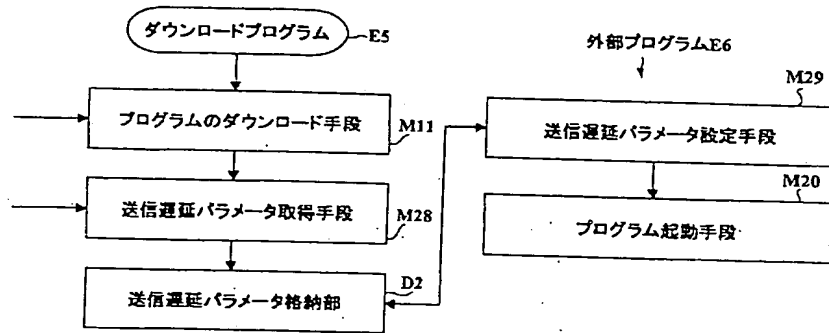 ダウンロードプログラム
E5
プログラムのダウンロード手段
M11
送信遅延パラメータ取得手段
M28
送信遅延パラメータ格納部
D2
外部プログラムE6
M29
送信遅延パラメータ設定手段
M20
プログラム起動手段